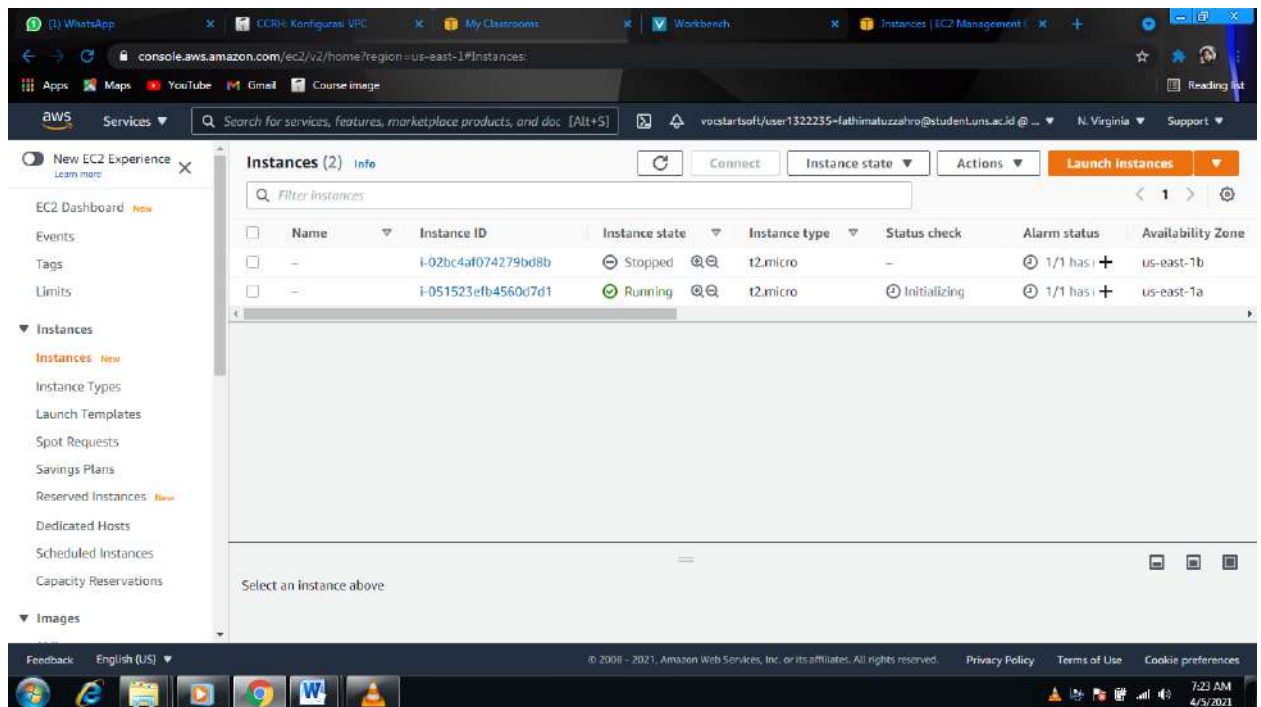 (1) WhatsApp
CCRH: Konfigurasi VPC
My Classrooms
Workbench
Instances | EC2 Management
console.aws.amazon.com/ec2/v2/home?region=us-east-1#Instances:
Apps Maps YouTube Gmail Course image Reading list
aws Services Search for services, features, marketplace products, and doc [Alt+S] vocstartsoft/user1322235=fathimatuzzahro@student.uns.ac.id @ ... N. Virginia Support
New EC2 Experience
Learn more
EC2 Dashboard New
Events
Tags
Limits
Instances
Instances New
Instance Types
Launch Templates
Spot Requests
Savings Plans
Reserved Instances New
Dedicated Hosts
Scheduled Instances
Capacity Reservations
Images
Instances (2) Info Connect Instance state Actions Launch instances
Filter instances 1
Name Instance ID Instance state Instance type Status check Alarm status Availability Zone
– i-02bc4af074279bd8b Stopped t2.micro – 1/1 has us-east-1b
– i-051523efb4560d7d1 Running t2.micro Initializing 1/1 has us-east-1a
Select an instance above
Feedback English (US) © 2008 - 2021, Amazon Web Services, Inc. or its affiliates. All rights reserved. Privacy Policy Terms of Use Cookie preferences
7:23 AM
4/5/2021